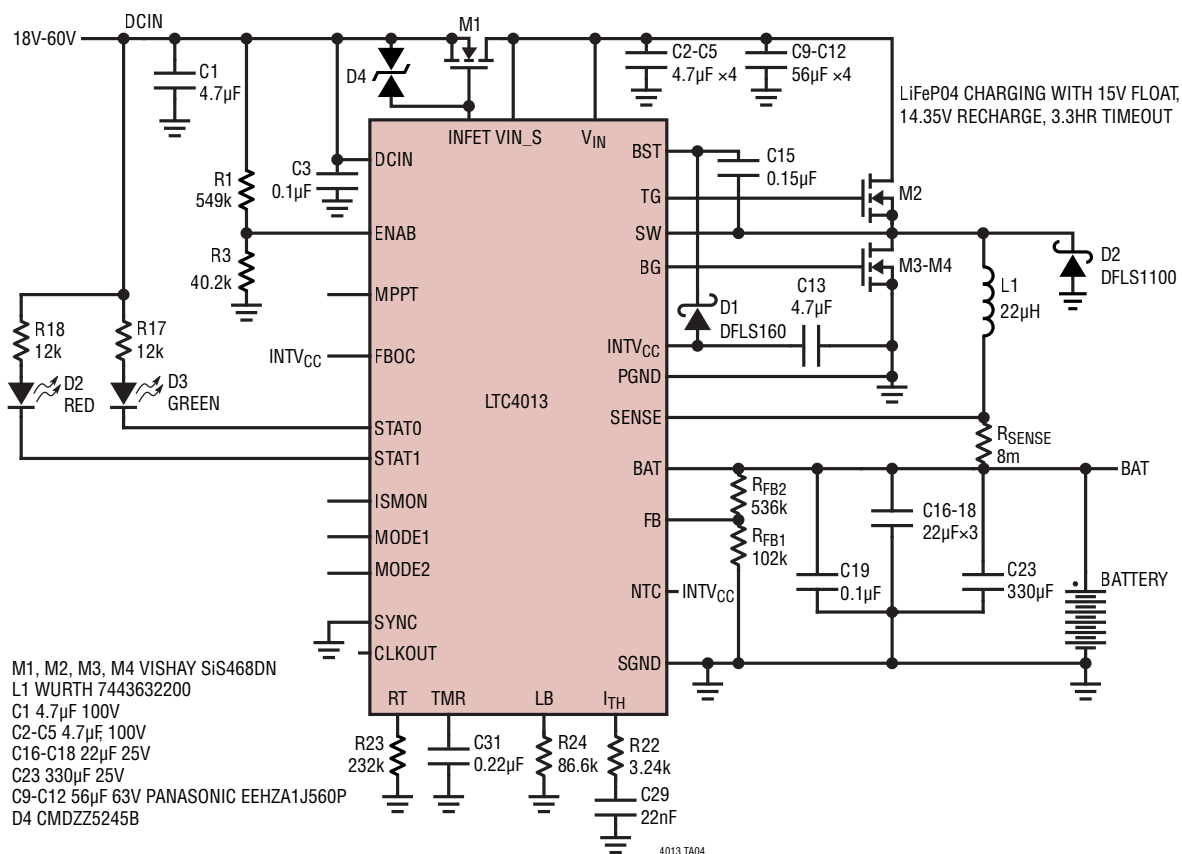 DCIN
18V-60V
M1
C1
4.7µF
D4
C2-C5
4.7µF ×4
C9-C12
56µF ×4
LiFeP04 CHARGING WITH 15V FLOAT,
14.35V RECHARGE, 3.3HR TIMEOUT
INFET
VIN_S
VIN
DCIN
C3
0.1µF
R1
549k
ENAB
R3
40.2k
MPPT
INTVCC
FBOC
R18
12k
R17
12k
D2
RED
D3
GREEN
STAT0
STAT1
ISMON
MODE1
MODE2
SYNC
CLKOUT
LTC4013
BST
C15
0.15µF
TG
M2
SW
BG
M3-M4
D2
DFLS1100
L1
22µH
C13
4.7µF
D1
DFLS160
INTVCC
PGND
SENSE
RSENSE
8m
BAT
BAT
RFB2
536k
FB
RFB1
102k
C16-18
22µF×3
C19
0.1µF
C23
330µF
BATTERY
NTC
INTVCC
SGND
RT
TMR
LB
ITH
R23
232k
C31
0.22µF
R24
86.6k
R22
3.24k
C29
22nF
M1, M2, M3, M4 VISHAY SiS468DN
L1 WURTH 7443632200
C1 4.7µF 100V
C2-C5 4.7µF, 100V
C16-C18 22µF 25V
C23 330µF 25V
C9-C12 56µF 63V PANASONIC EEHZA1J560P
D4 CMDZZ5245B
4013 TA04